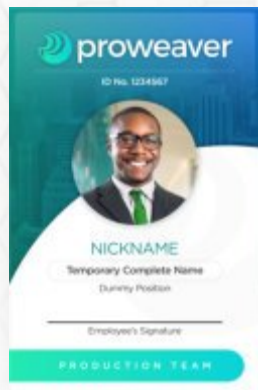 proweaver
ID No. 1234567
NICKNAME
Temporary Complete Name
Dummy Position
Employee's Signature
PRODUCTION TEAM